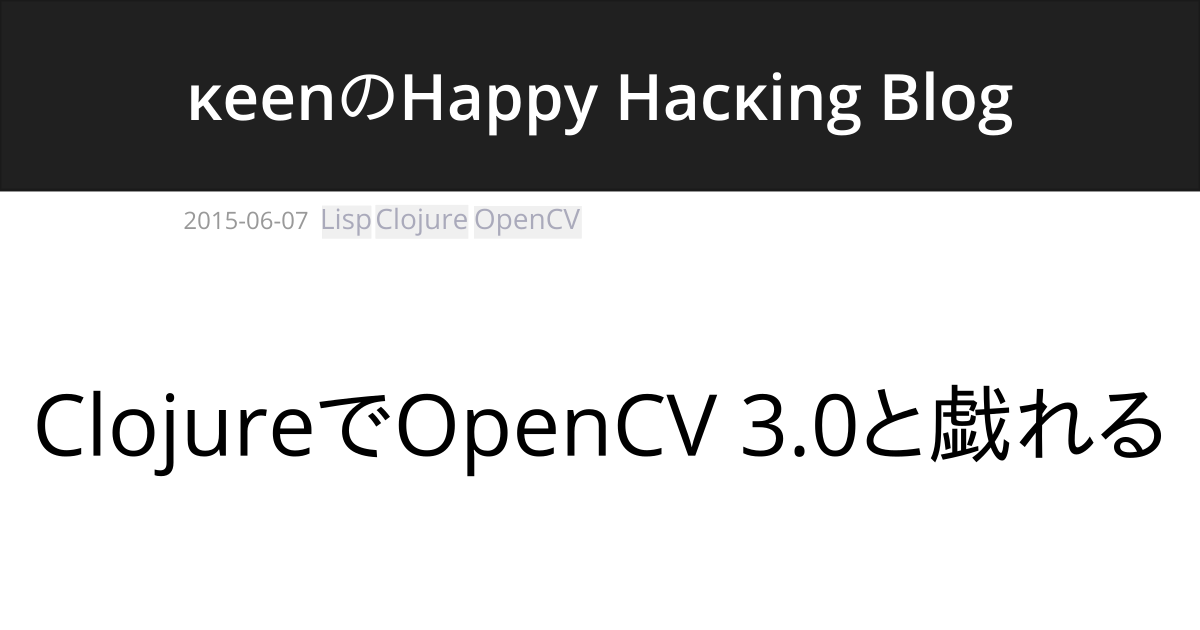 κeenのHappy Hacκing Blog
2015-06-07 Lisp Clojure OpenCV
ClojureでOpenCV 3.0と戯れる